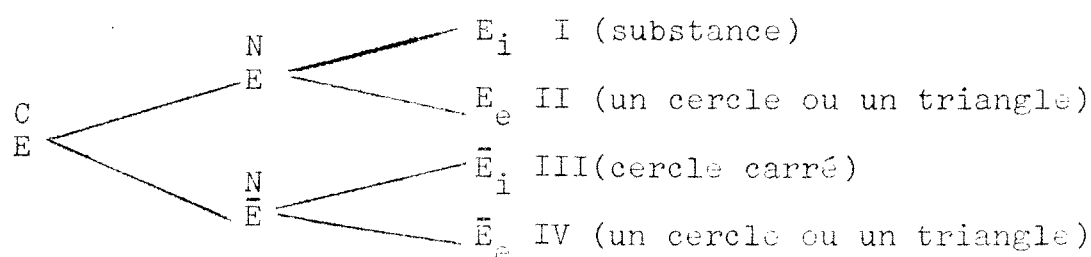 E_i I (substance)
N
E
E_e II (un cercle ou un triangle)
C
E
Ē_i III(cercle carré)
N
Ē
Ē_e IV (un cercle ou un triangle)